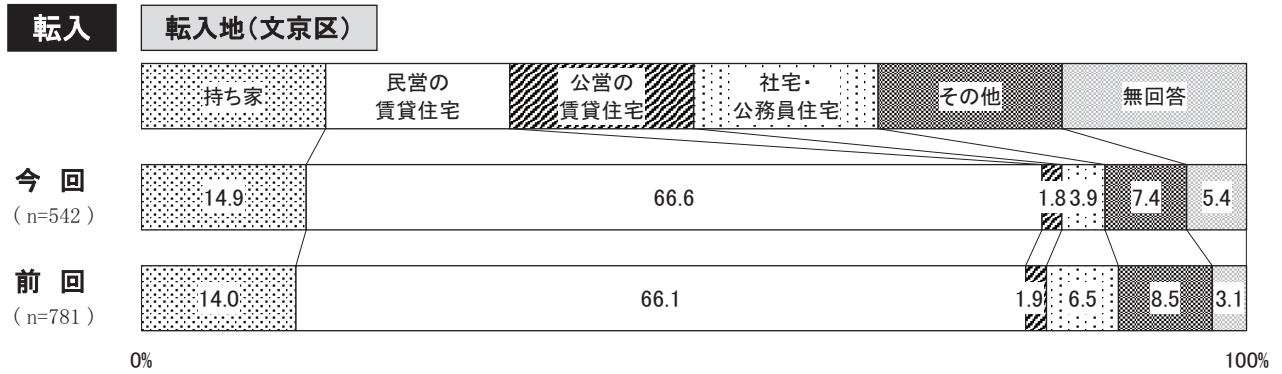 転入 転入地(文京区)
持ち家 民営の賃貸住宅 公営の賃貸住宅 社宅・公務員住宅 その他 無回答
今 回 14.9 66.6 1.8 3.9 7.4 5.4
( n=542 )
前 回 14.0 66.1 1.9 6.5 8.5 3.1
( n=781 )
0% 100%